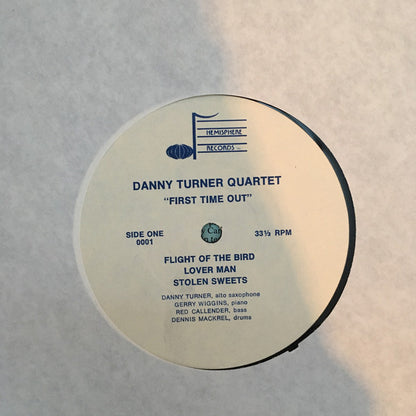 HEMISPHERE
RECORDS INC.
DANNY TURNER QUARTET
"FIRST TIME OUT"
SIDE ONE
0001
33⅓ RPM
FLIGHT OF THE BIRD
LOVER MAN
STOLEN SWEETS
DANNY TURNER, alto saxophone
GERRY WIGGINS, piano
RED CALLENDER, bass
DENNIS MACKREL, drums